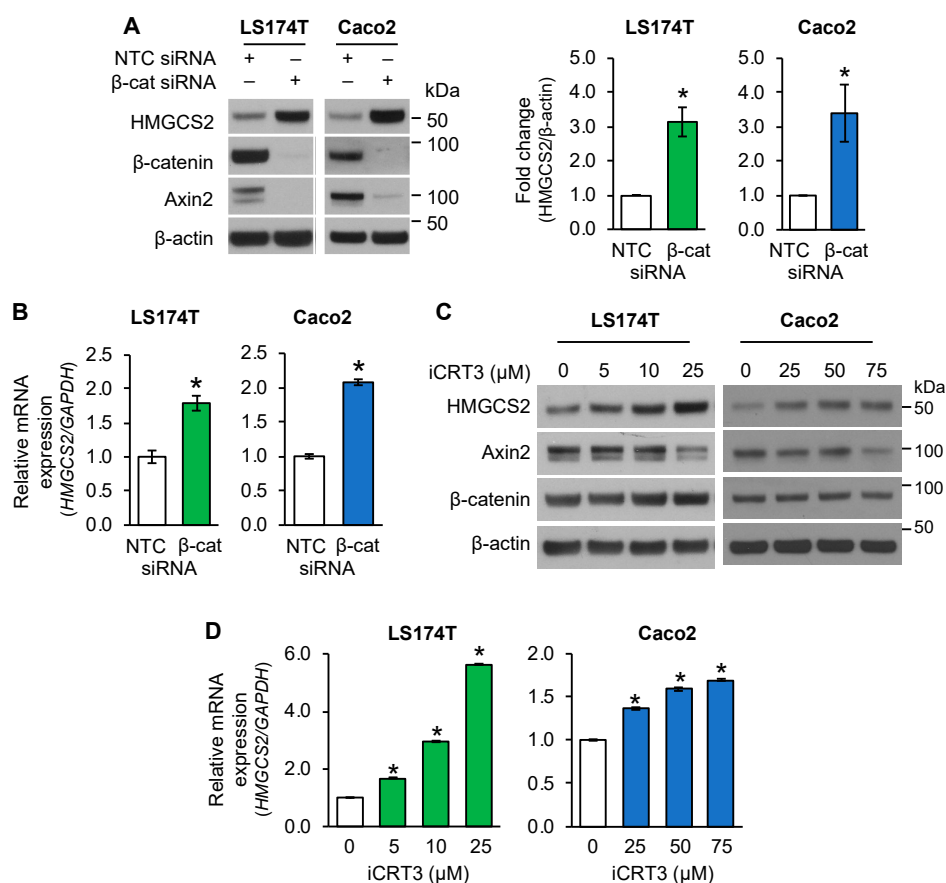 A
LS174T Caco2
NTC siRNA + – + –
β-cat siRNA – + – +
kDa
HMGCS2
50
β-catenin
100
Axin2
100
β-actin
50
LS174T
Fold change
(HMGCS2/β-actin)
5.0
4.0
3.0
2.0
1.0
0.0
*
NTC β-cat
siRNA
Caco2
5.0
4.0
3.0
2.0
1.0
0.0
*
NTC β-cat
siRNA
B
LS174T
Relative mRNA
expression
(HMGCS2/GAPDH)
2.5
2.0
1.5
1.0
0.5
0.0
*
NTC β-cat
siRNA
Caco2
2.5
2.0
1.5
1.0
0.5
0.0
*
NTC β-cat
siRNA
C
LS174T Caco2
iCRT3 (µM) 0 5 10 25 0 25 50 75
kDa
HMGCS2
50
Axin2
100
β-catenin
100
β-actin
50
D
LS174T
Relative mRNA
expression
(HMGCS2/GAPDH)
6.0
4.0
2.0
0.0
* * *
0 5 10 25
iCRT3 (µM)
Caco2
2.0
1.5
1.0
0.5
0.0
* * *
0 25 50 75
iCRT3 (µM)